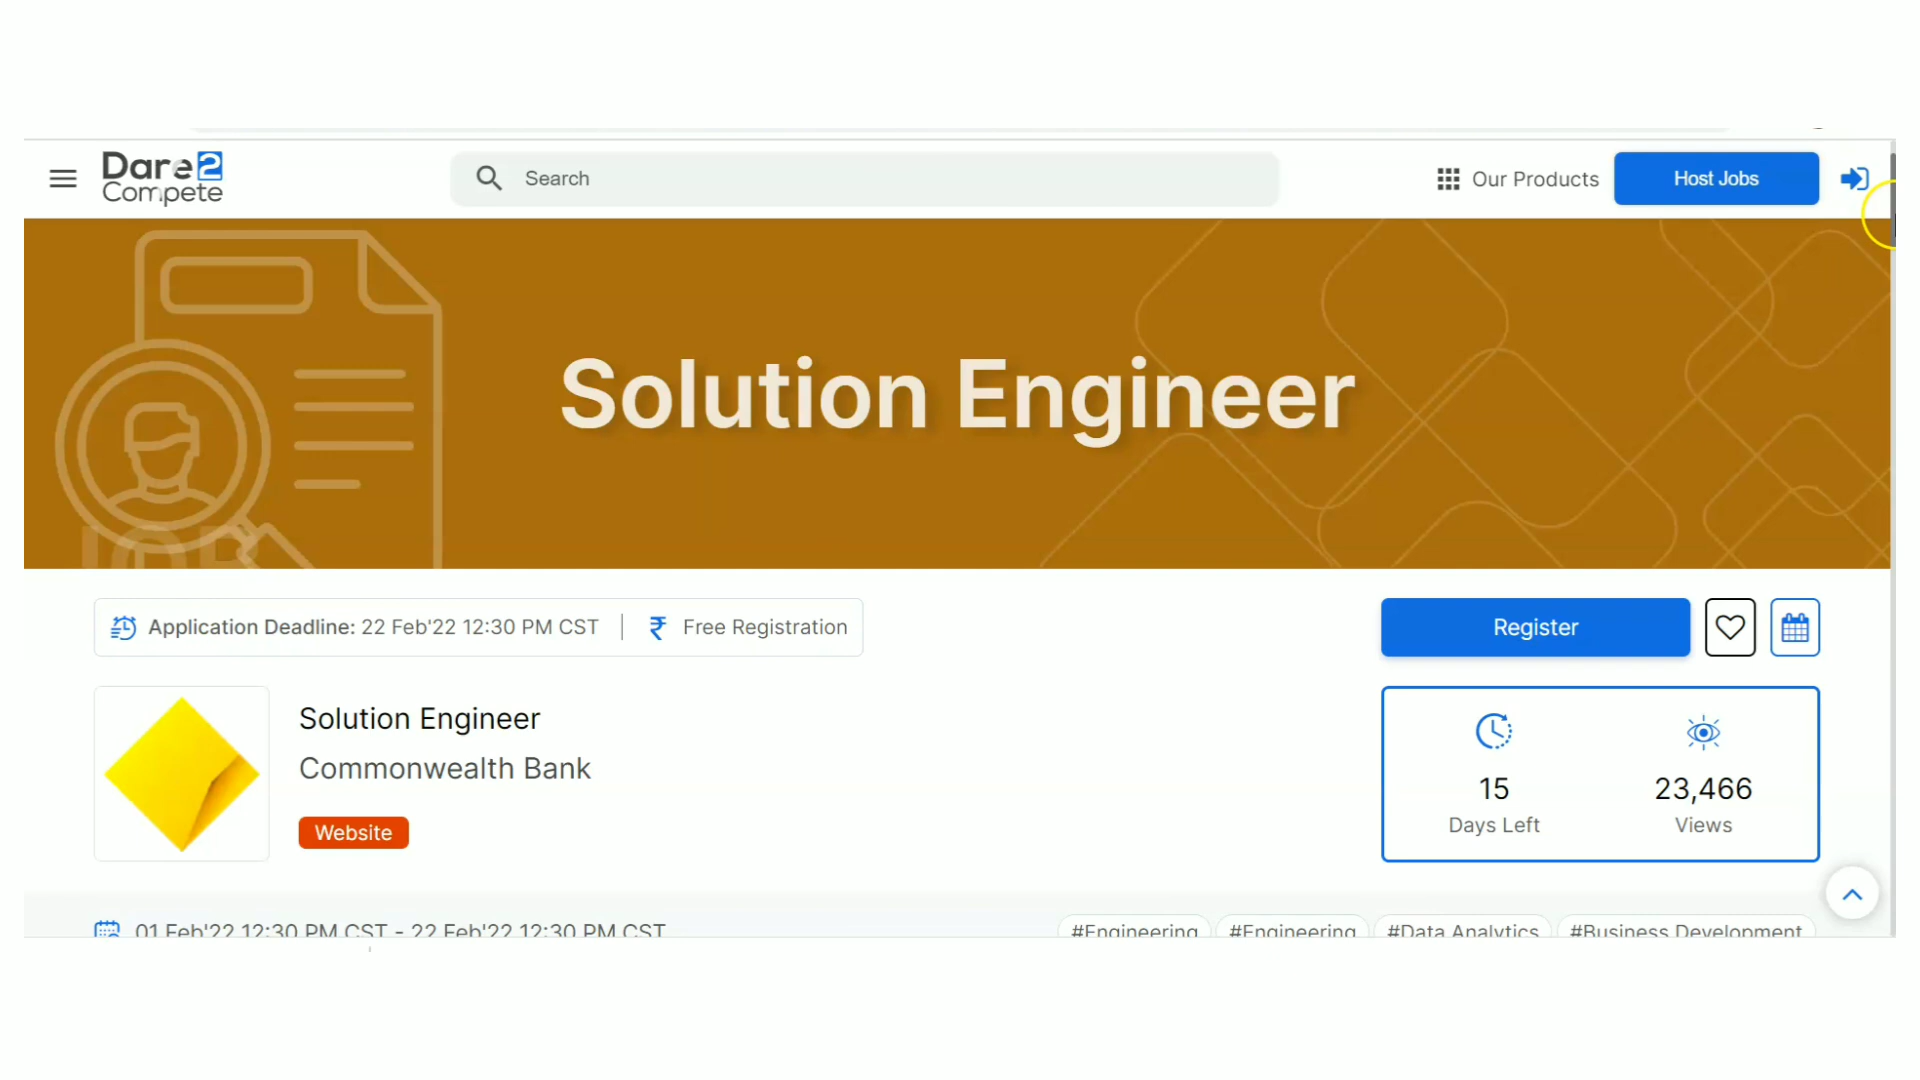 Dare2
Compete
Search
Our Products
Host Jobs
Solution Engineer
JOB
Application Deadline: 22 Feb'22 12:30 PM CST
Free Registration
Register
Solution Engineer
Commonwealth Bank
Website
15
Days Left
23,466
Views
01 Feb'22 12:30 PM CST - 22 Feb'22 12:30 PM CST
#Engineering
#Engineering
#Data Analytics
#Business Development